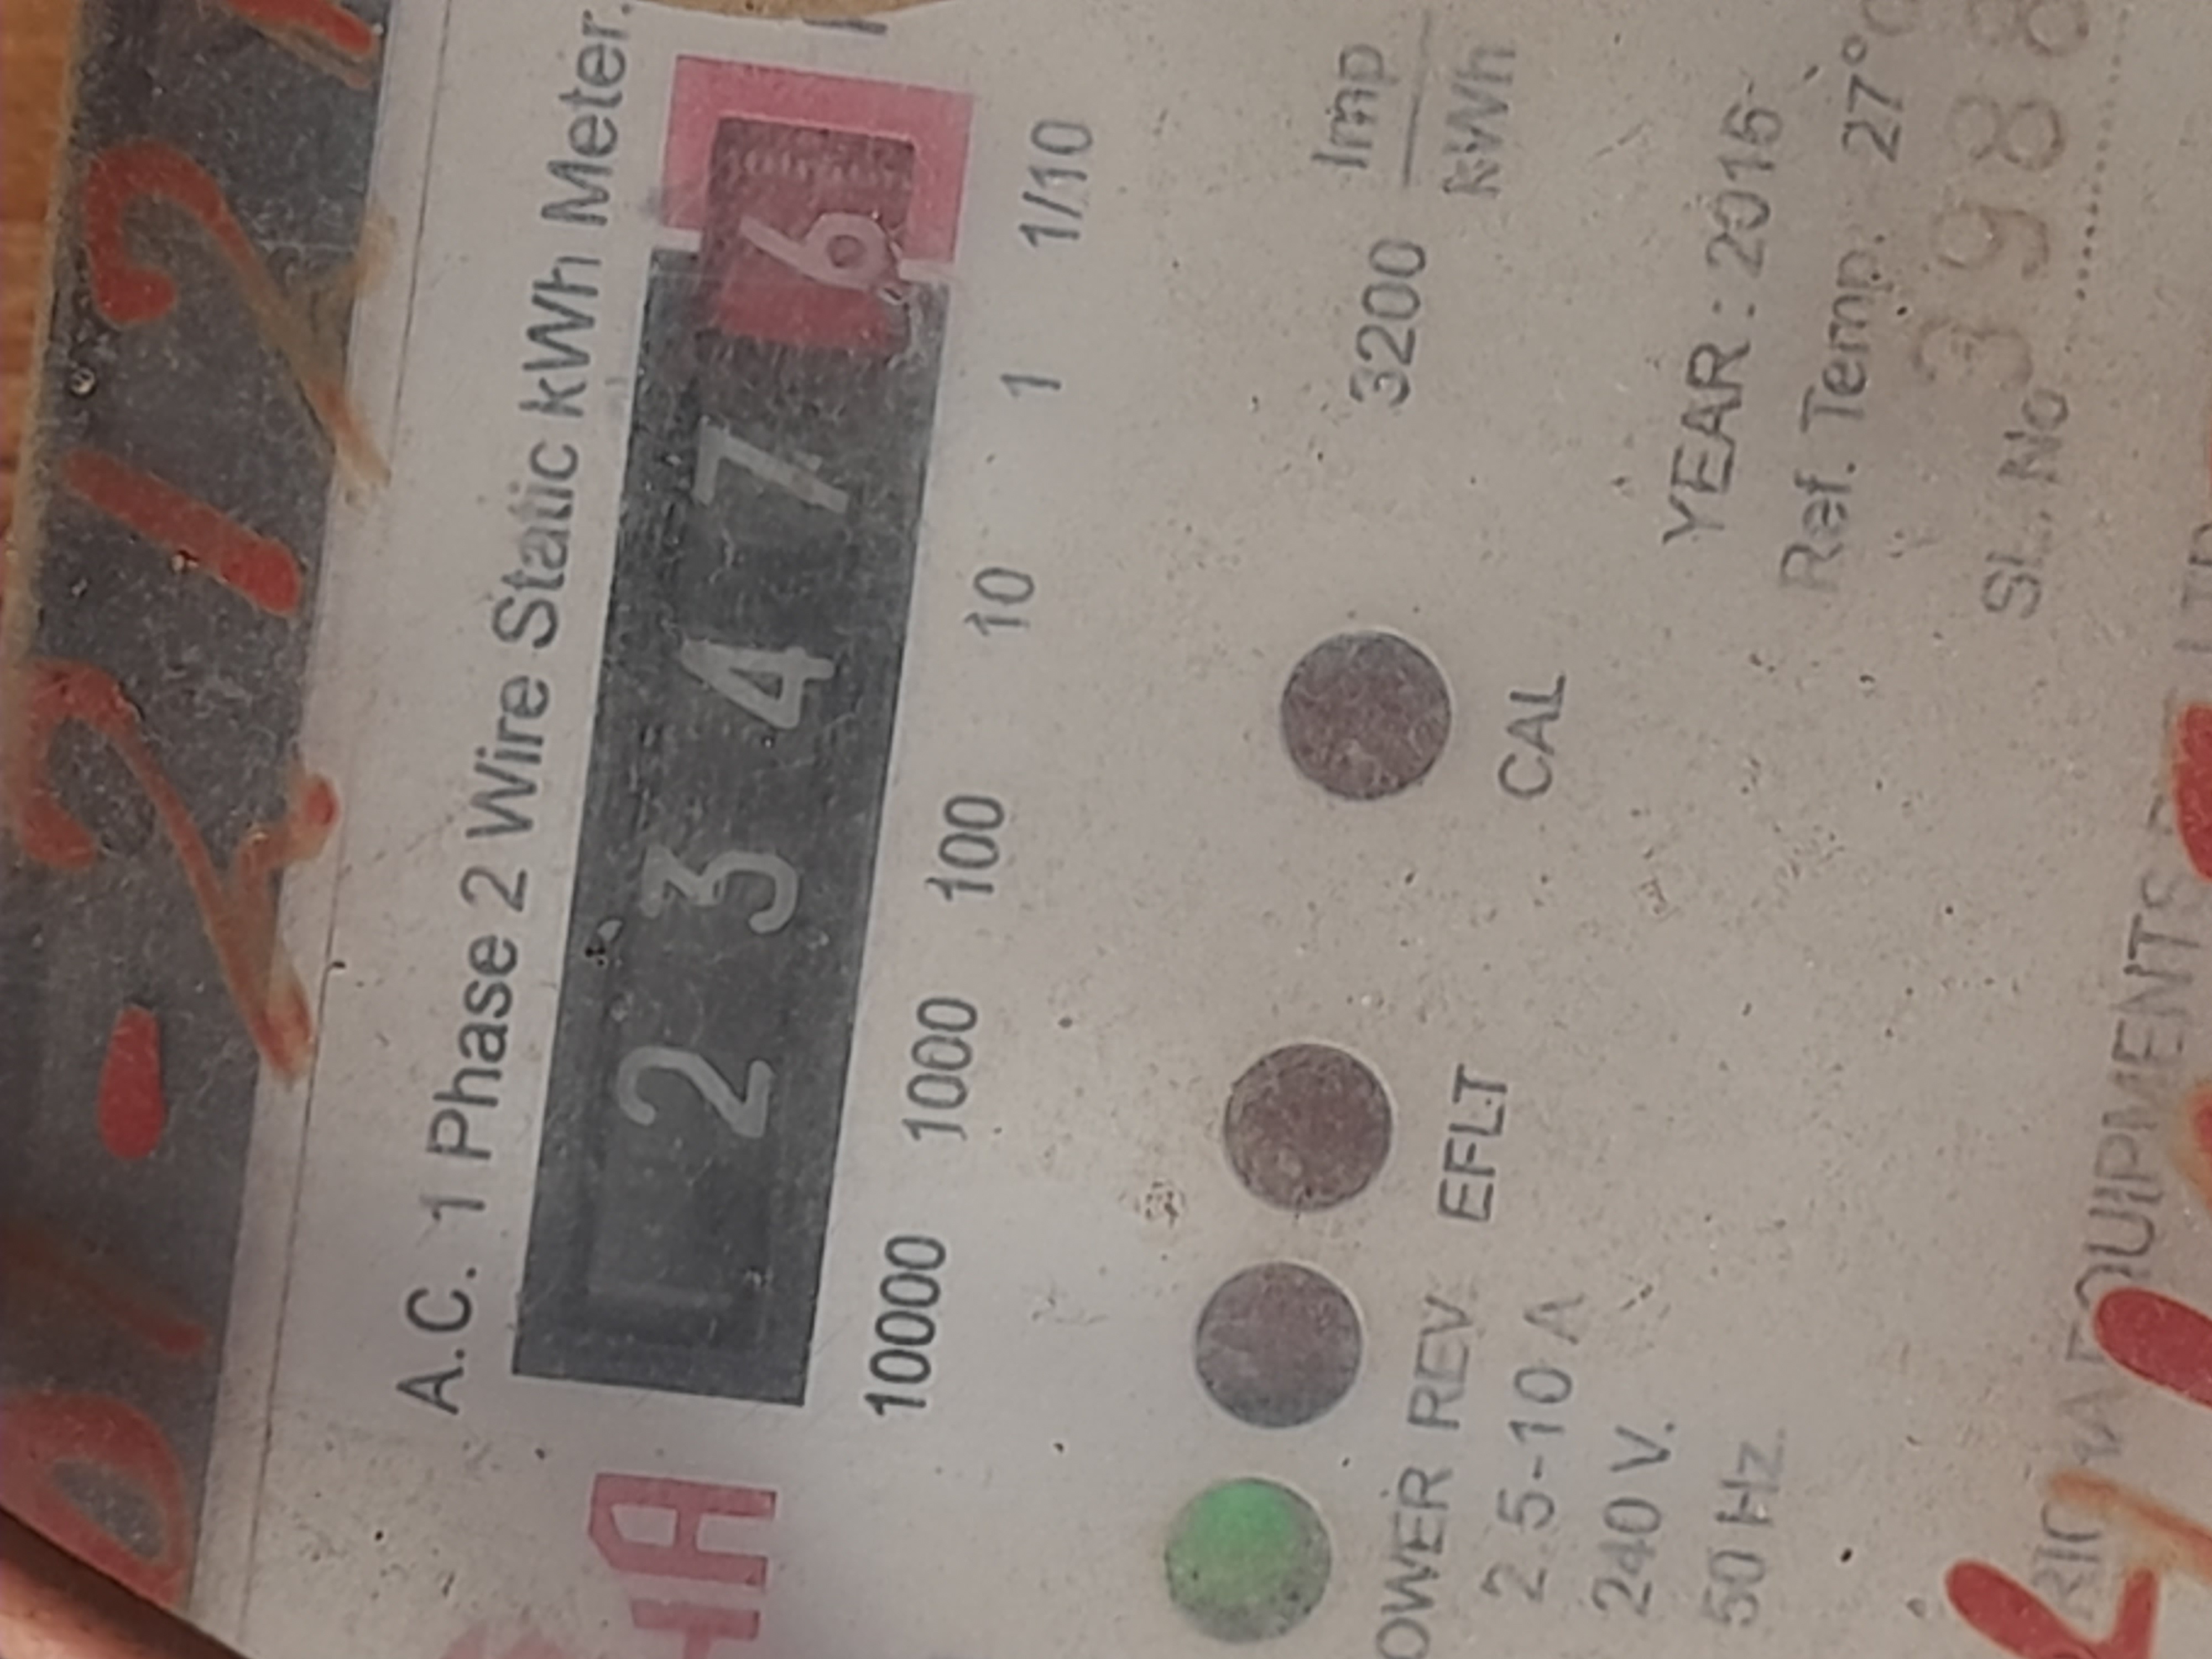 A.C. 1 Phase 2 Wire Static kWh Meter.
2 3 4 7 6
10000 1000 100 10 1 1/10
3200 Imp
kWh
REV EFLT CAL
2.5-10 A
240 V.
50 Hz
YEAR : 2015
Ref. Temp. 27°C
SL. No 3988
EQUIPMENTS